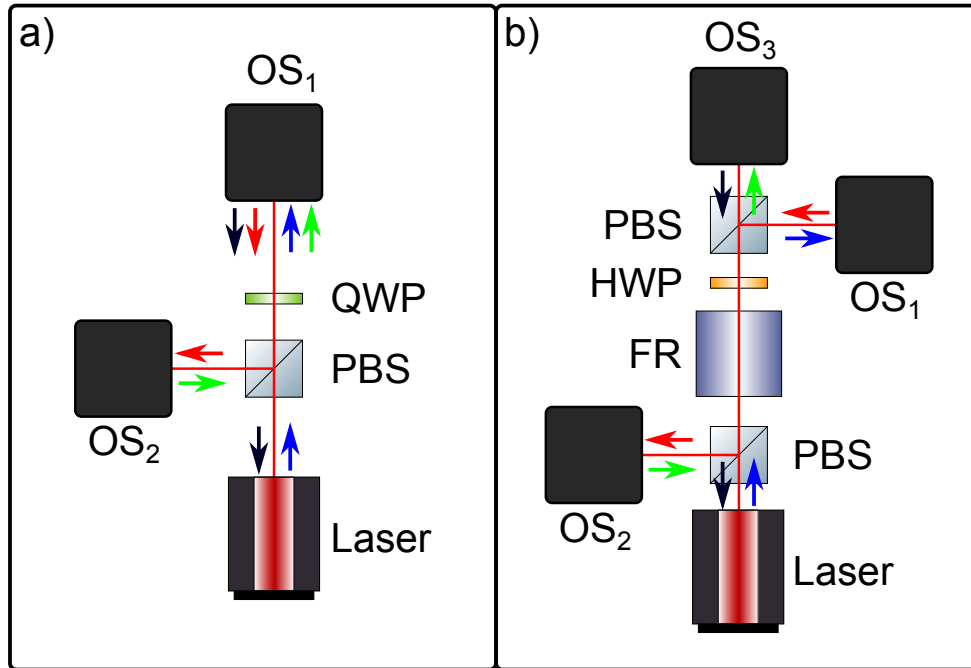 a)
OS₁
QWP
PBS
OS₂
Laser
b)
OS₃
PBS
HWP
OS₁
FR
PBS
OS₂
Laser